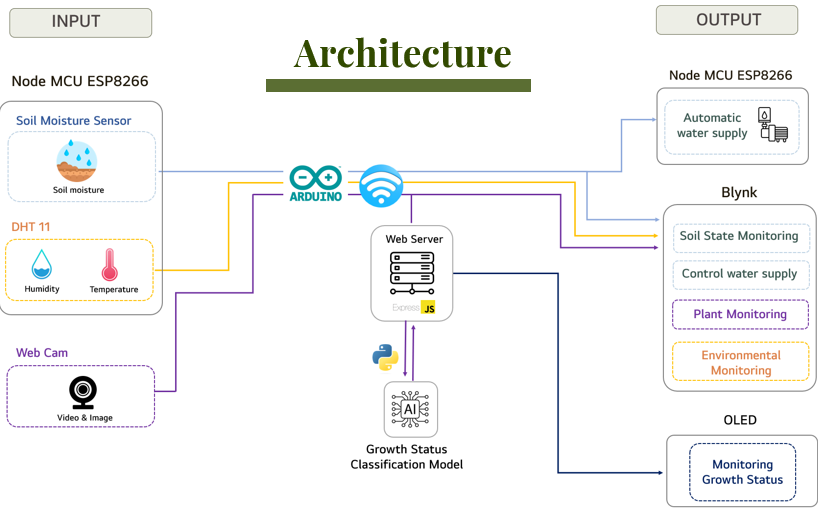 INPUT
OUTPUT
Architecture
Node MCU ESP8266
Soil Moisture Sensor
Soil moisture
DHT 11
Humidity
Temperature
Web Cam
Video & Image
ARDUINO
Web Server
Express
JS
AI
Growth Status
Classification Model
Node MCU ESP8266
Automatic
water supply
Blynk
Soil State Monitoring
Control water supply
Plant Monitoring
Environmental
Monitoring
OLED
Monitoring
Growth Status